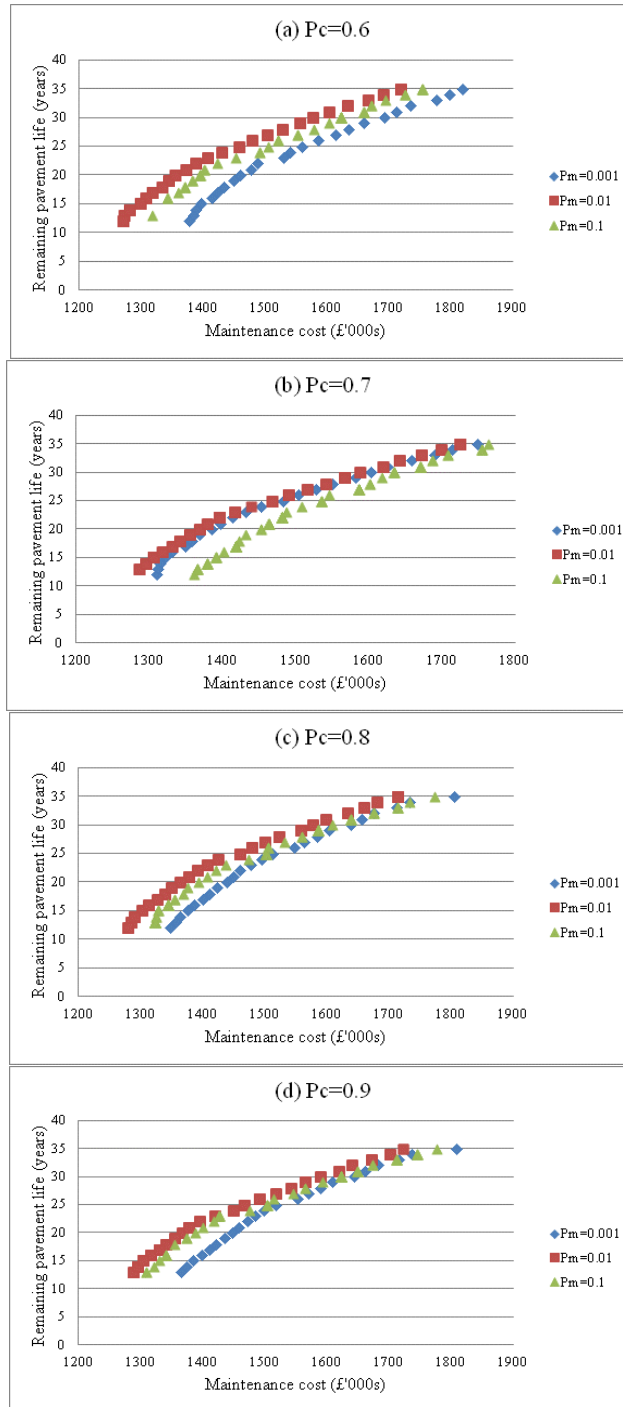 (a) Pc=0.6
Remaining pavement life (years)
40
35
30
25
20
15
10
5
0
1200 1300 1400 1500 1600 1700 1800 1900
Maintenance cost (£'000s)
Pm=0.001
Pm=0.01
Pm=0.1
(b) Pc=0.7
Remaining pavement life (years)
40
35
30
25
20
15
10
5
0
1200 1300 1400 1500 1600 1700 1800
Maintenance cost (£'000s)
Pm=0.001
Pm=0.01
Pm=0.1
(c) Pc=0.8
Remaining pavement life (years)
40
35
30
25
20
15
10
5
0
1200 1300 1400 1500 1600 1700 1800 1900
Maintenance cost (£'000s)
Pm=0.001
Pm=0.01
Pm=0.1
(d) Pc=0.9
Remaining pavement life (years)
40
35
30
25
20
15
10
5
0
1200 1300 1400 1500 1600 1700 1800 1900
Maintenance cost (£'000s)
Pm=0.001
Pm=0.01
Pm=0.1